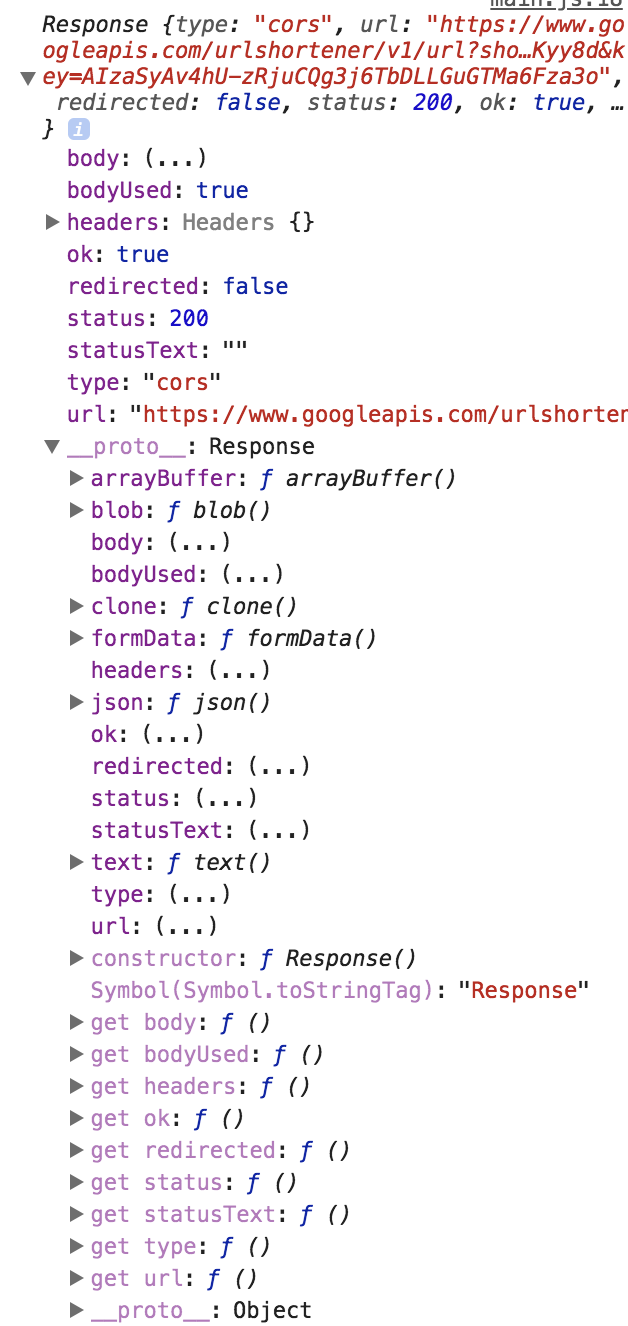 main.js:18
Response {type: "cors", url: "https://www.go
ogleapis.com/urlshortener/v1/url?sho…Kyy8d&k
ey=AIzaSyAv4hU-zRjuCQg3j6TbDLLGuGTMa6Fza3o",
redirected: false, status: 200, ok: true, …
} i
body: (...)
bodyUsed: true
headers: Headers {}
ok: true
redirected: false
status: 200
statusText: ""
type: "cors"
url: "https://www.googleapis.com/urlshorten
__proto__: Response
arrayBuffer: ƒ arrayBuffer()
blob: ƒ blob()
body: (...)
bodyUsed: (...)
clone: ƒ clone()
formData: ƒ formData()
headers: (...)
json: ƒ json()
ok: (...)
redirected: (...)
status: (...)
statusText: (...)
text: ƒ text()
type: (...)
url: (...)
constructor: ƒ Response()
Symbol(Symbol.toStringTag): "Response"
get body: ƒ ()
get bodyUsed: ƒ ()
get headers: ƒ ()
get ok: ƒ ()
get redirected: ƒ ()
get status: ƒ ()
get statusText: ƒ ()
get type: ƒ ()
get url: ƒ ()
__proto__: Object